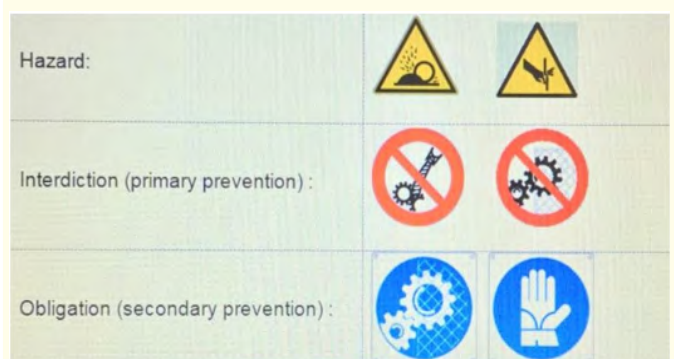 Hazard:
Interdiction (primary prevention) :
Obligation (secondary prevention) :